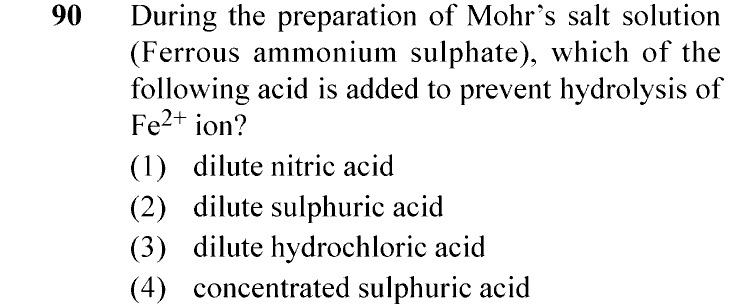 90 During the preparation of Mohr's salt solution
(Ferrous ammonium sulphate), which of the
following acid is added to prevent hydrolysis of
Fe2+ ion?
(1) dilute nitric acid
(2) dilute sulphuric acid
(3) dilute hydrochloric acid
(4) concentrated sulphuric acid